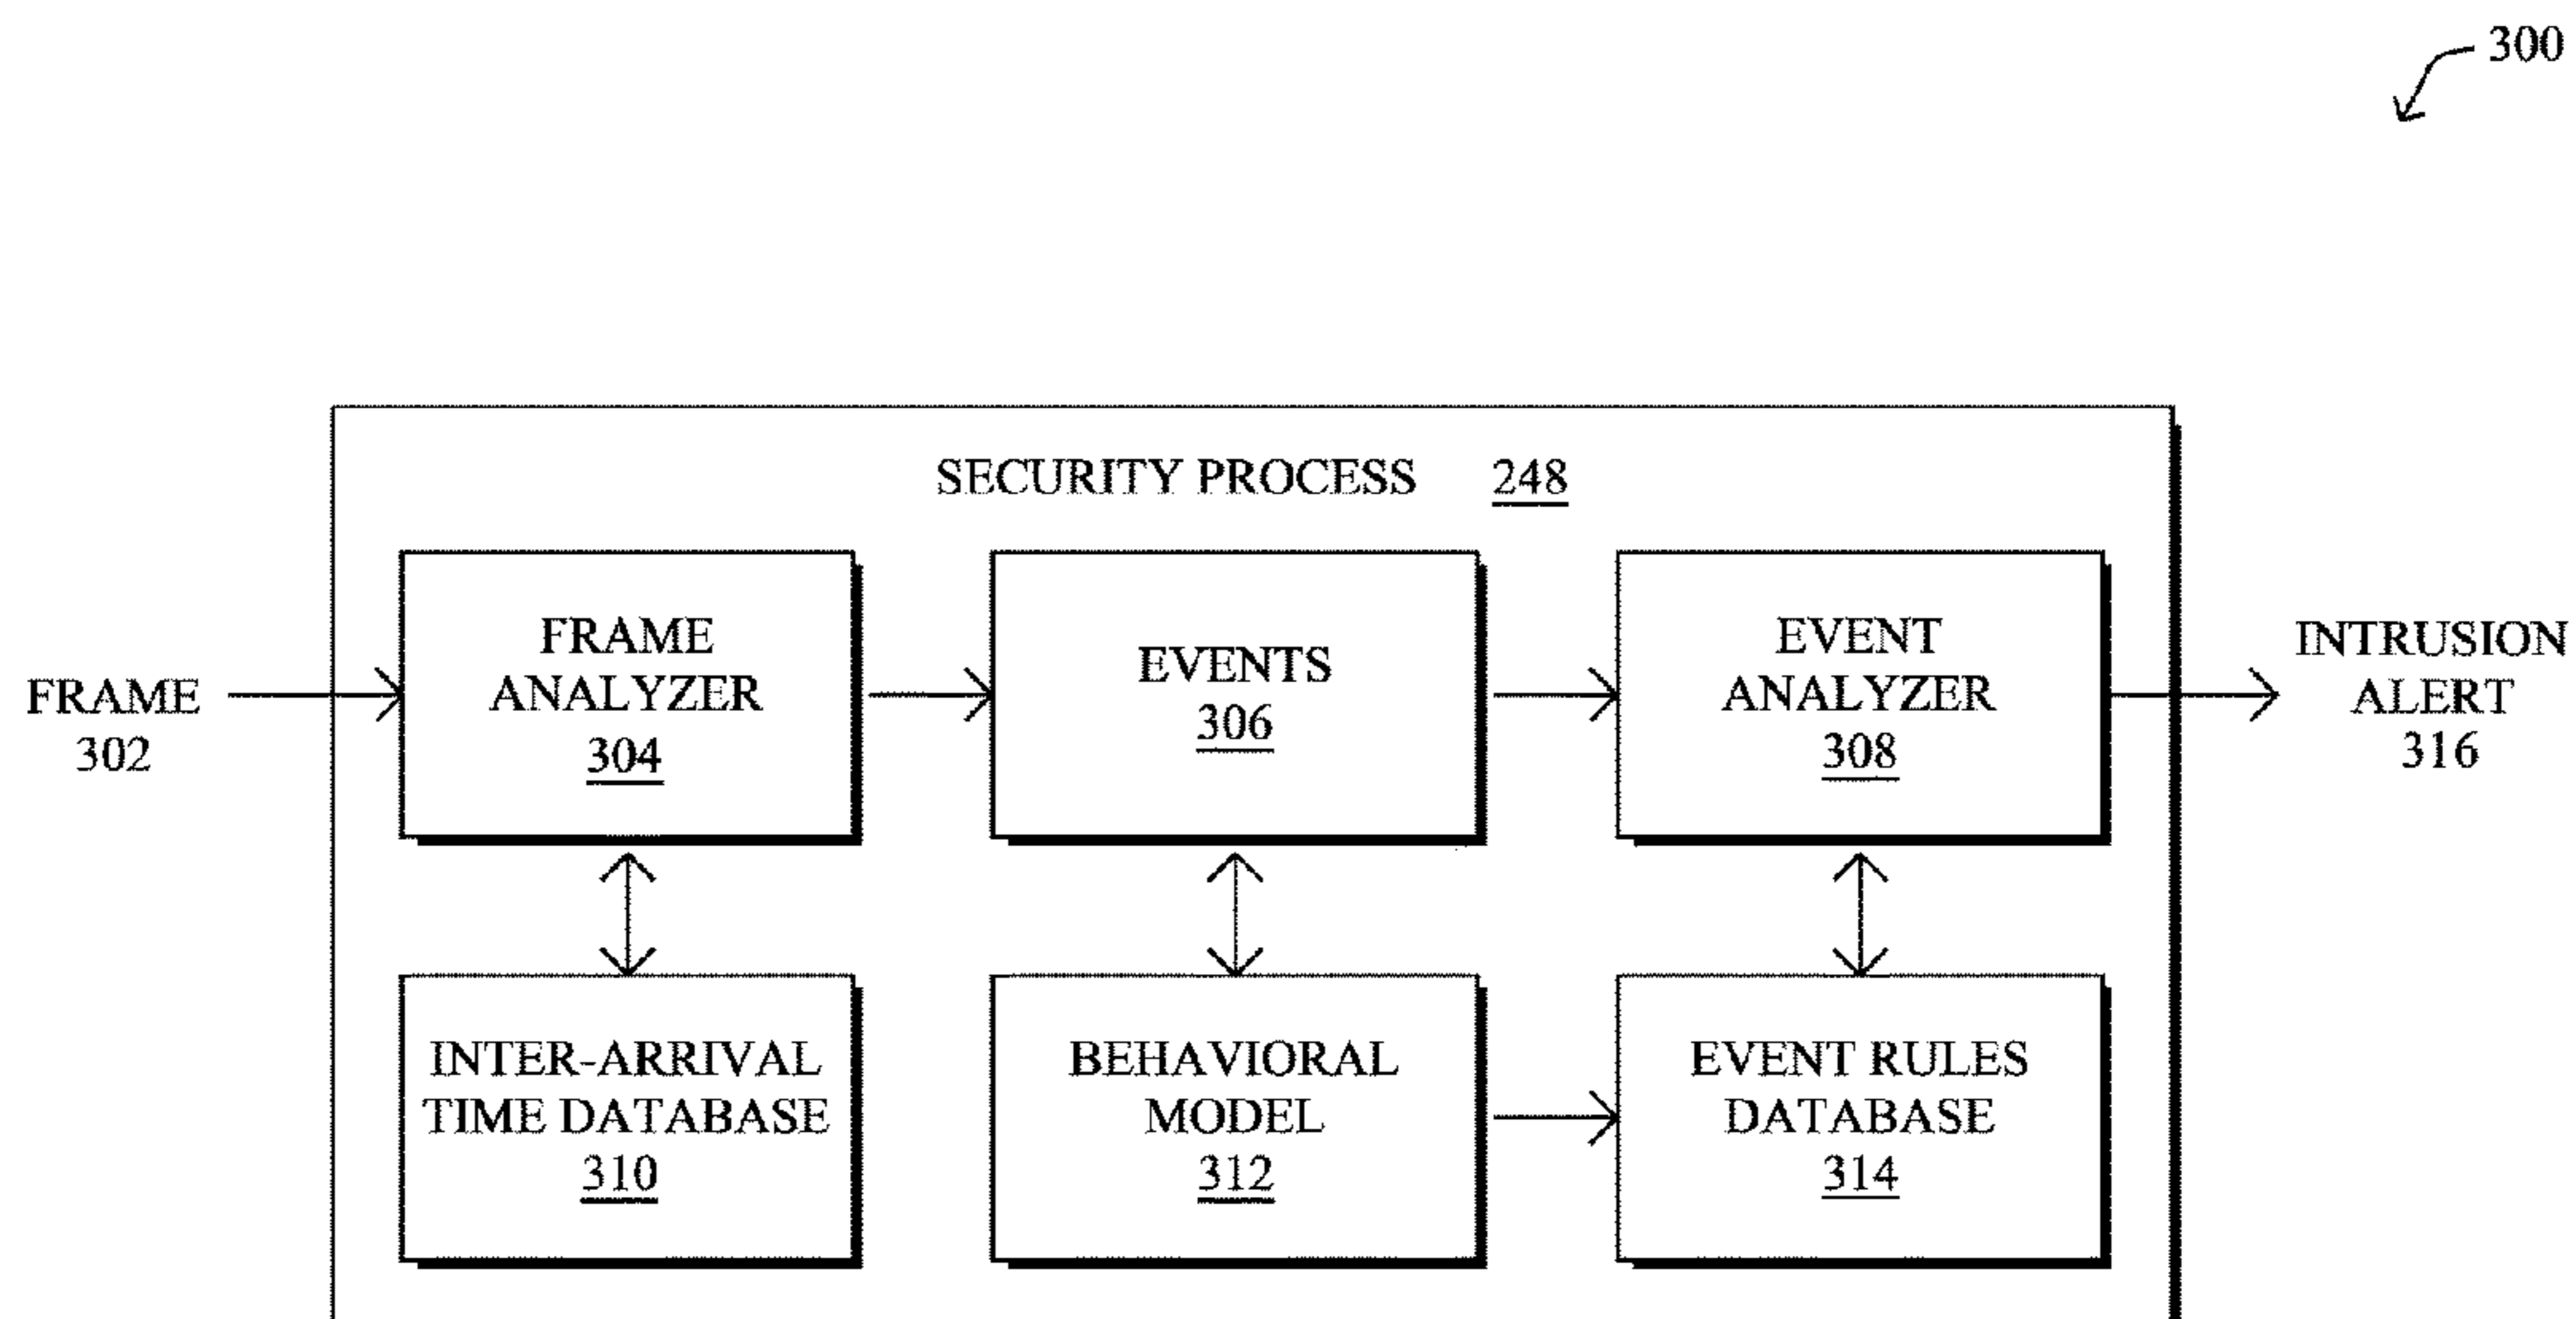 300
SECURITY PROCESS 248
FRAME
302
FRAME
ANALYZER
304
EVENTS
306
EVENT
ANALYZER
308
INTRUSION
ALERT
316
INTER-ARRIVAL
TIME DATABASE
310
BEHAVIORAL
MODEL
312
EVENT RULES
DATABASE
314